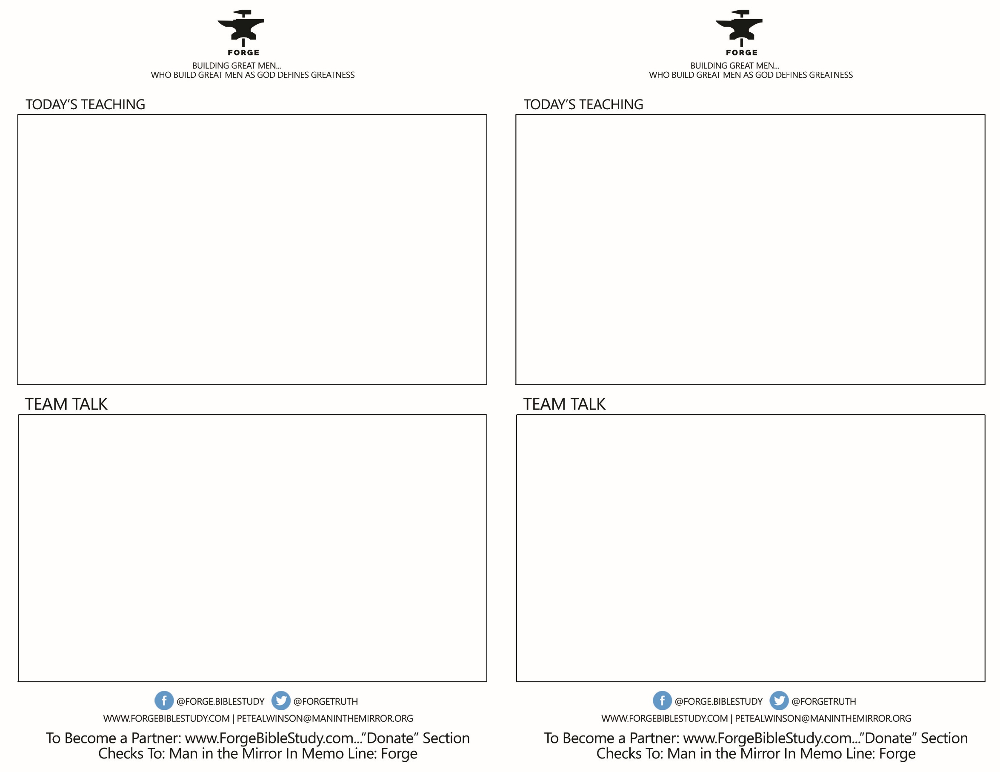 FORGE
BUILDING GREAT MEN...
WHO BUILD GREAT MEN AS GOD DEFINES GREATNESS
TODAY’S TEACHING
TEAM TALK
@FORGE.BIBLESTUDY @FORGETRUTH
WWW.FORGEBIBLESTUDY.COM | PETEALWINSON@MANINTHEMIRROR.ORG
To Become a Partner: www.ForgeBibleStudy.com...”Donate” Section
Checks To: Man in the Mirror In Memo Line: Forge
FORGE
BUILDING GREAT MEN...
WHO BUILD GREAT MEN AS GOD DEFINES GREATNESS
TODAY’S TEACHING
TEAM TALK
@FORGE.BIBLESTUDY @FORGETRUTH
WWW.FORGEBIBLESTUDY.COM | PETEALWINSON@MANINTHEMIRROR.ORG
To Become a Partner: www.ForgeBibleStudy.com...”Donate” Section
Checks To: Man in the Mirror In Memo Line: Forge